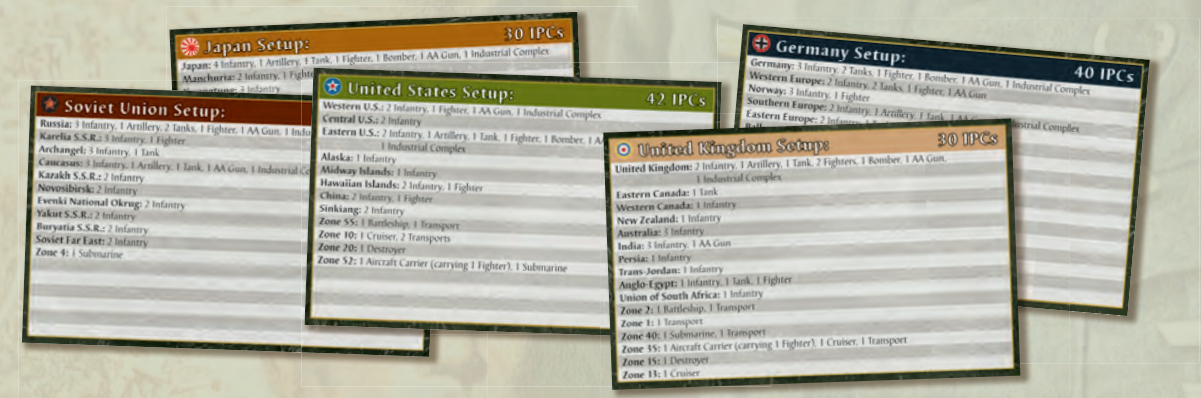 Japan Setup:
30 IPCs
Japan: 4 Infantry, 1 Artillery, 1 Tank, 1 Fighter, 1 Bomber, 1 AA Gun, 1 Industrial Complex
Manchuria: 2 Infantry, 1 Fighte
3 Infantry
Soviet Union Setup:
Russia: 3 Infantry, 1 Artillery, 2 Tanks, 1 Fighter, 1 AA Gun, 1 Indu
Karelia S.S.R.: 3 Infantry, 1 Fighter
Archangel: 3 Infantry, 1 Tank
Caucasus: 3 Infantry, 1 Artillery, 1 Tank, 1 AA Gun, 1 Industrial Co
Kazakh S.S.R.: 2 Infantry
Novosibirsk: 2 Infantry
Evenki National Okrug: 2 Infantry
Yakut S.S.R.: 2 Infantry
Buryatia S.S.R.: 2 Infantry
Soviet Far East: 2 Infantry
Zone 4: 1 Submarine
United States Setup:
42 IPCs
Western U.S.: 2 Infantry, 1 Fighter, 1 AA Gun, 1 Industrial Complex
Central U.S.: 2 Infantry
Eastern U.S.: 2 Infantry, 1 Artillery, 1 Tank, 1 Fighter, 1 Bomber, 1 AA
1 Industrial Complex
Alaska: 1 Infantry
Midway Islands: 1 Infantry
Hawaiian Islands: 2 Infantry, 1 Fighter
China: 2 Infantry, 1 Fighter
Sinkiang: 2 Infantry
Zone 55: 1 Battleship, 1 Transport
Zone 10: 1 Cruiser, 2 Transports
Zone 20: 1 Destroyer
Zone 52: 1 Aircraft Carrier (carrying 1 Fighter), 1 Submarine
Germany Setup:
40 IPCs
Germany: 3 Infantry, 2 Tanks, 1 Fighter, 1 Bomber, 1 AA Gun, 1 Industrial Complex
Western Europe: 2 Infantry, 2 Tanks, 1 Fighter, 1 AA Gun
Norway: 3 Infantry, 1 Fighter
Southern Europe: 2 Infantry, 1 Artillery, 1 Tank, 1 AA ustrial Complex
Eastern Europe: 2
United Kingdom Setup:
30 IPCs
United Kingdom: 2 Infantry, 1 Artillery, 1 Tank, 2 Fighters, 1 Bomber, 1 AA Gun,
1 Industrial Complex
Eastern Canada: 1 Tank
Western Canada: 1 Infantry
New Zealand: 1 Infantry
Australia: 3 Infantry
India: 3 Infantry, 1 AA Gun
Persia: 1 Infantry
Trans-Jordan: 1 Infantry
Anglo-Egypt: 1 Infantry, 1 Tank, 1 Fighter
Union of South Africa: 1 Infantry
Zone 2: 1 Battleship, 1 Transport
Zone 1: 1 Transport
Zone 40: 1 Submarine, 1 Transport
Zone 35: 1 Aircraft Carrier (carrying 1 Fighter), 1 Cruiser, 1 Transport
Zone 15: 1 Destroyer
Zone 13: 1 Cruiser